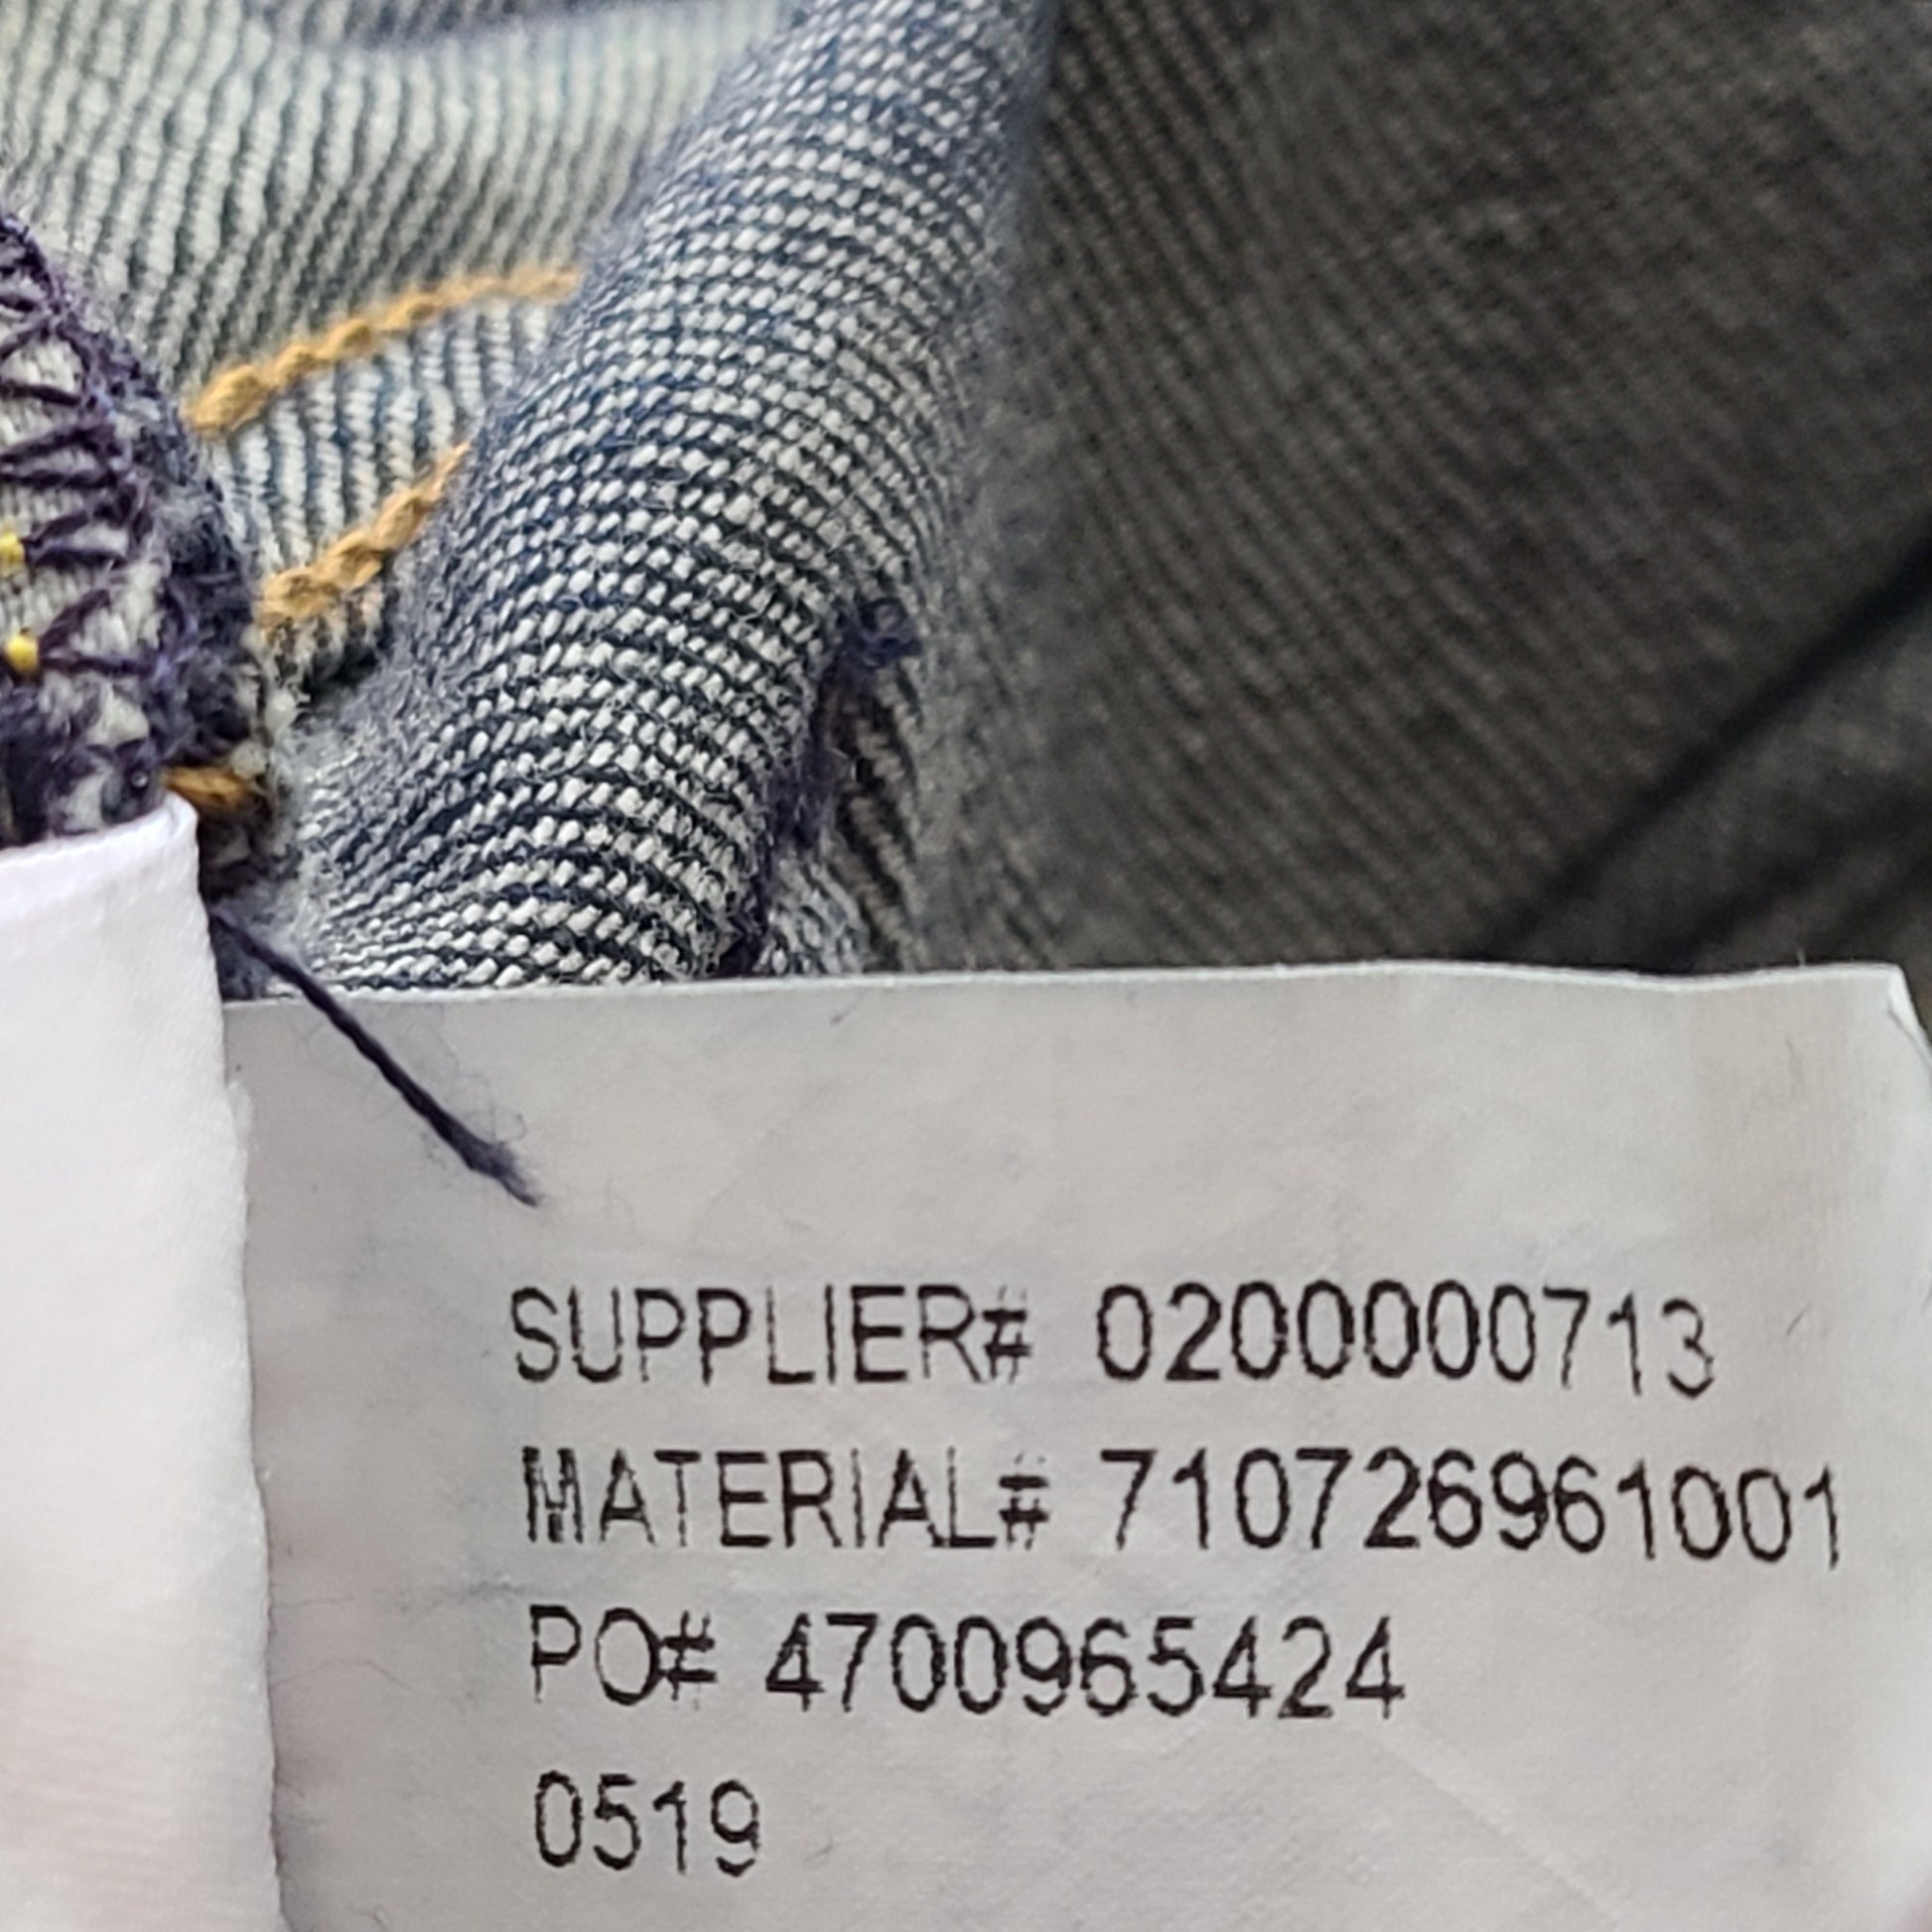 SUPPLIER# 0200000713
MATERIAL# 710726961001
PO# 4700965424
0519